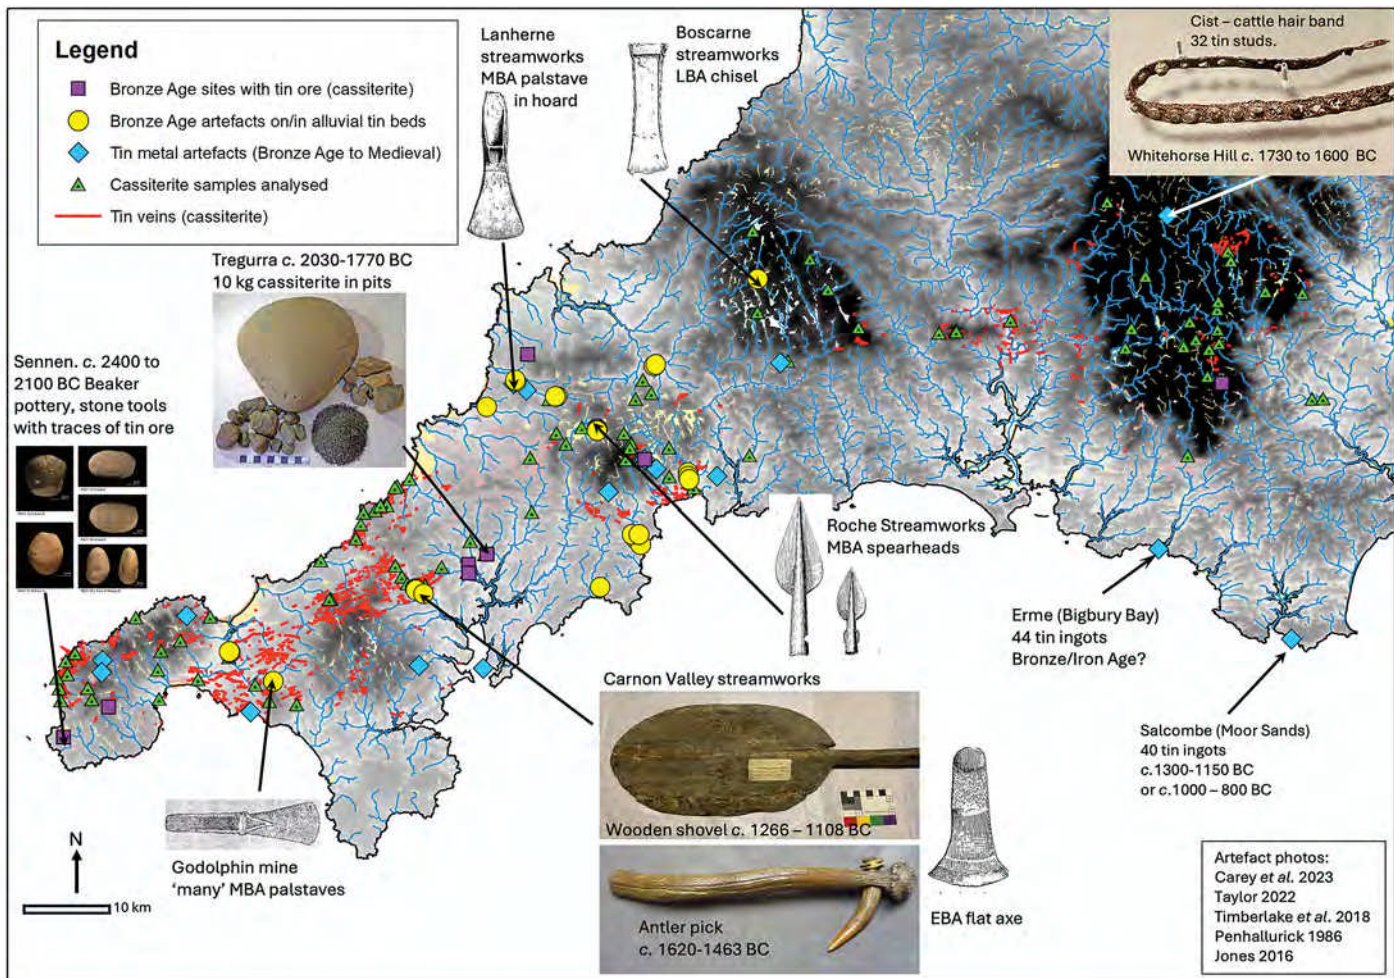 Legend
Bronze Age sites with tin ore (cassiterite)
Bronze Age artefacts on/in alluvial tin beds
Tin metal artefacts (Bronze Age to Medieval)
Cassiterite samples analysed
Tin veins (cassiterite)
Lanherne
streamworks
MBA palstave
in hoard
Boscarne
streamworks
LBA chisel
Cist – cattle hair band
32 tin studs.
Whitehorse Hill c. 1730 to 1600 BC
Tregurra c. 2030-1770 BC
10 kg cassiterite in pits
Sennen. c. 2400 to
2100 BC Beaker
pottery, stone tools
with traces of tin ore
Roche Streamworks
MBA spearheads
Erme (Bigbury Bay)
44 tin ingots
Bronze/Iron Age?
Salcombe (Moor Sands)
40 tin ingots
c.1300-1150 BC
or c.1000 – 800 BC
Carnon Valley streamworks
Wooden shovel c. 1266 – 1108 BC
Antler pick
c. 1620-1463 BC
EBA flat axe
Godolphin mine
‘many’ MBA palstaves
N
10 km
Artefact photos:
Carey et al. 2023
Taylor 2022
Timberlake et al. 2018
Penhallurick 1986
Jones 2016